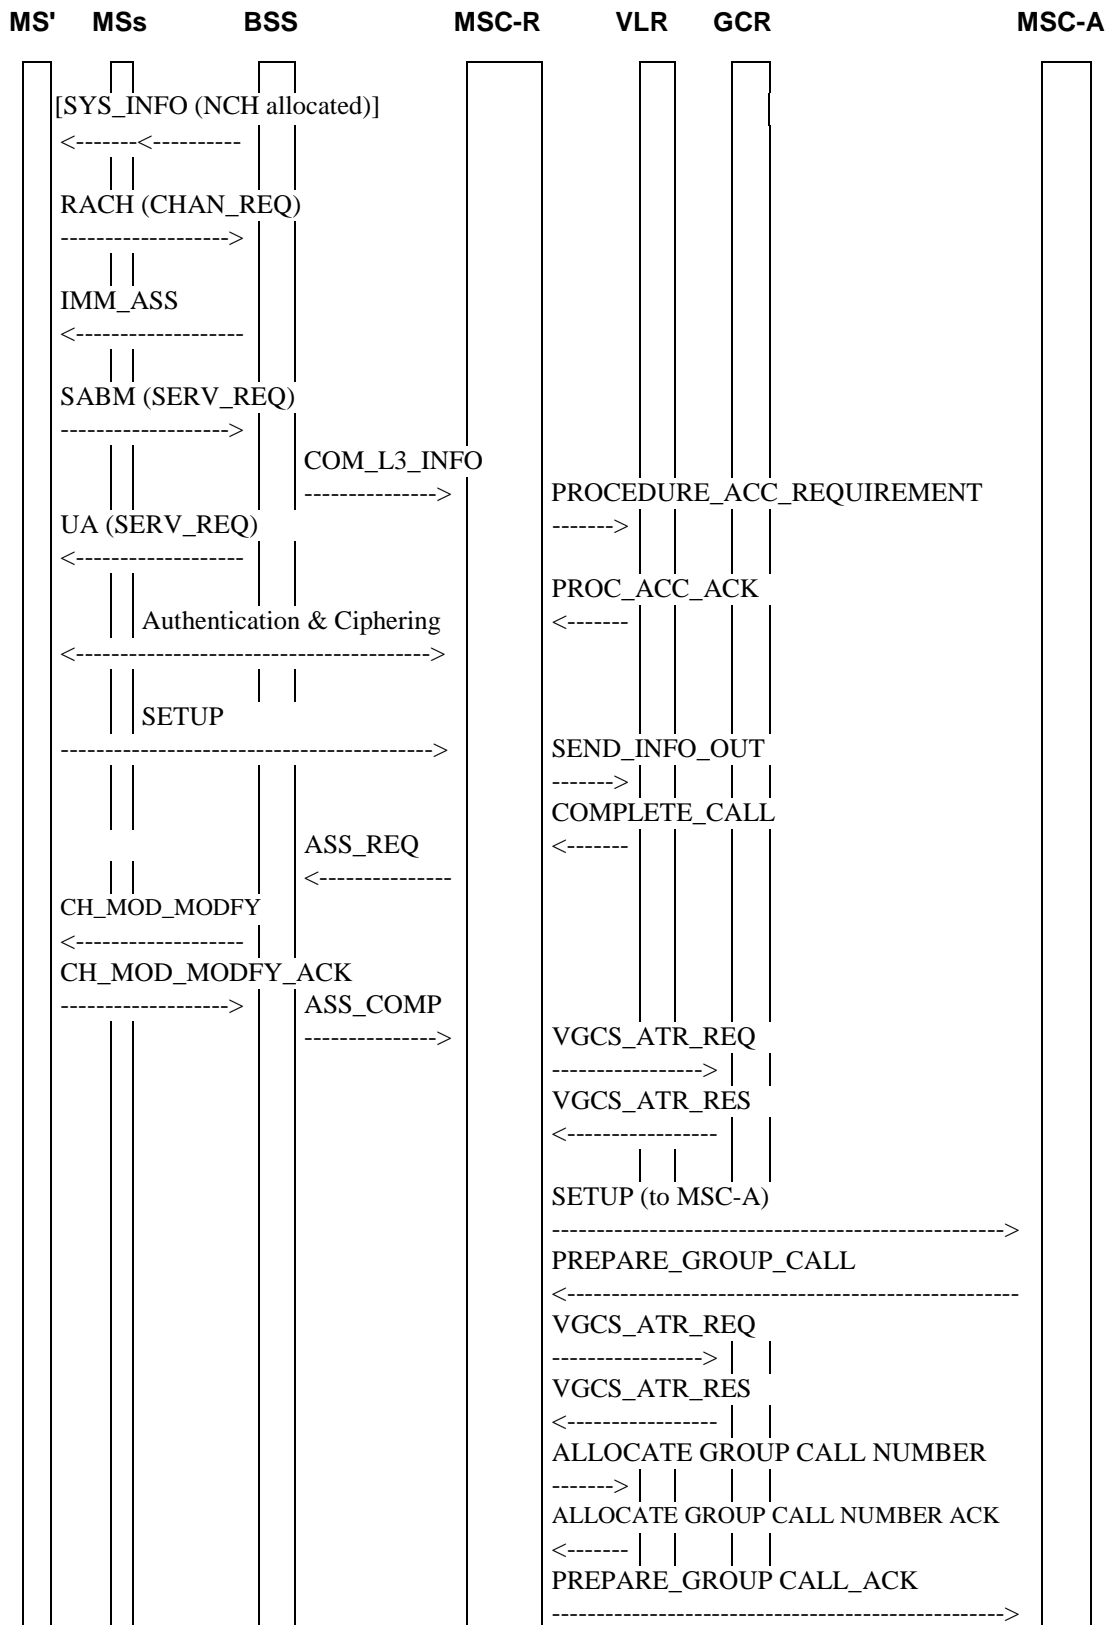 MS' MSs BSS MSC-R VLR GCR MSC-A
[SYS_INFO (NCH allocated)]
<-------<----------
RACH (CHAN_REQ)
------------------->
IMM_ASS
<-------------------
SABM (SERV_REQ)
------------------->
COM_L3_INFO
---------------> PROCEDURE_ACC_REQUIREMENT
UA (SERV_REQ) ------->
<-------------------
PROC_ACC_ACK
Authentication & Ciphering <-------
<---------------------------------------->
SETUP
------------------------------------------> SEND_INFO_OUT
------->
COMPLETE_CALL
ASS_REQ <-------
<---------------
CH_MOD_MODFY
<-------------------
CH_MOD_MODFY_ACK
-------------------> ASS_COMP
---------------> VGCS_ATR_REQ
----------------->
VGCS_ATR_RES
<-----------------
SETUP (to MSC-A)
--------------------------------------------------->
PREPARE_GROUP_CALL
<---------------------------------------------------
VGCS_ATR_REQ
----------------->
VGCS_ATR_RES
<-----------------
ALLOCATE GROUP CALL NUMBER
------->
ALLOCATE GROUP CALL NUMBER ACK
<-------
PREPARE_GROUP CALL_ACK
--------------------------------------------------->